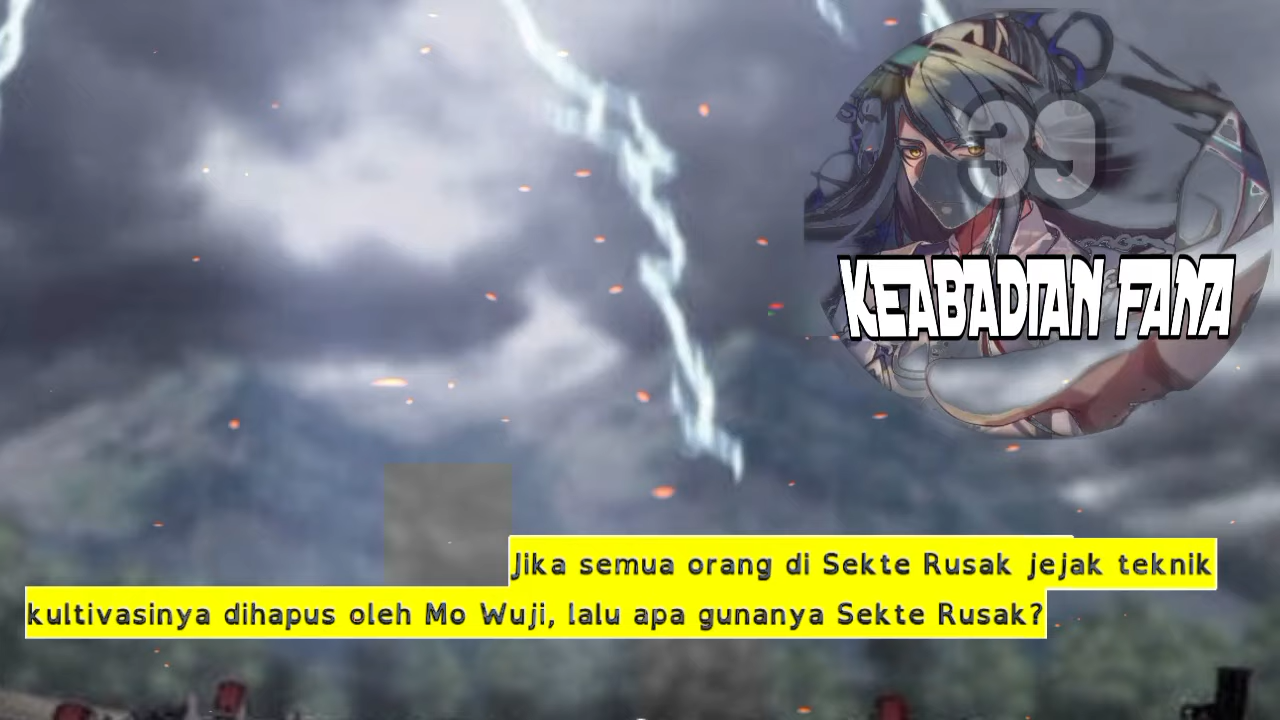 39
KEABADIAN FANA
Jika semua orang di Sekte Rusak jejak teknik
kultivasinya dihapus oleh Mo Wuji, lalu apa gunanya Sekte Rusak?